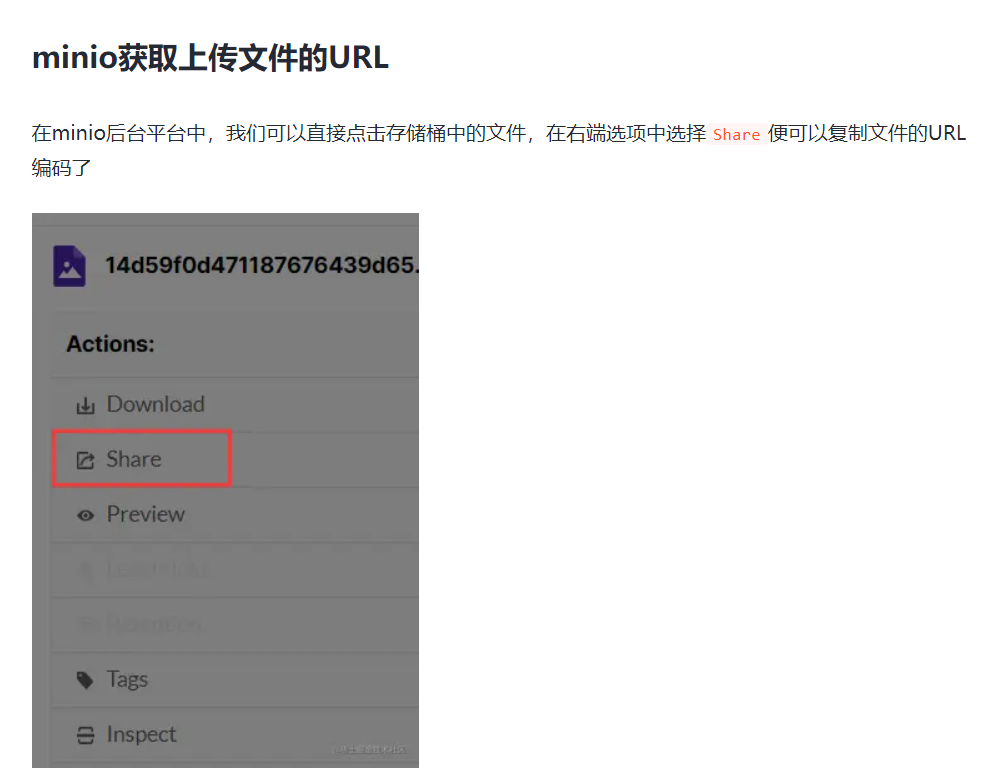 minio获取上传文件的URL
在minio后台平台中，我们可以直接点击存储桶中的文件，在右端选项中选择 Share 便可以复制文件的URL
编码了
14d59f0d471187676439d65.
Actions:
Download
Share
Preview
Tags
Inspect